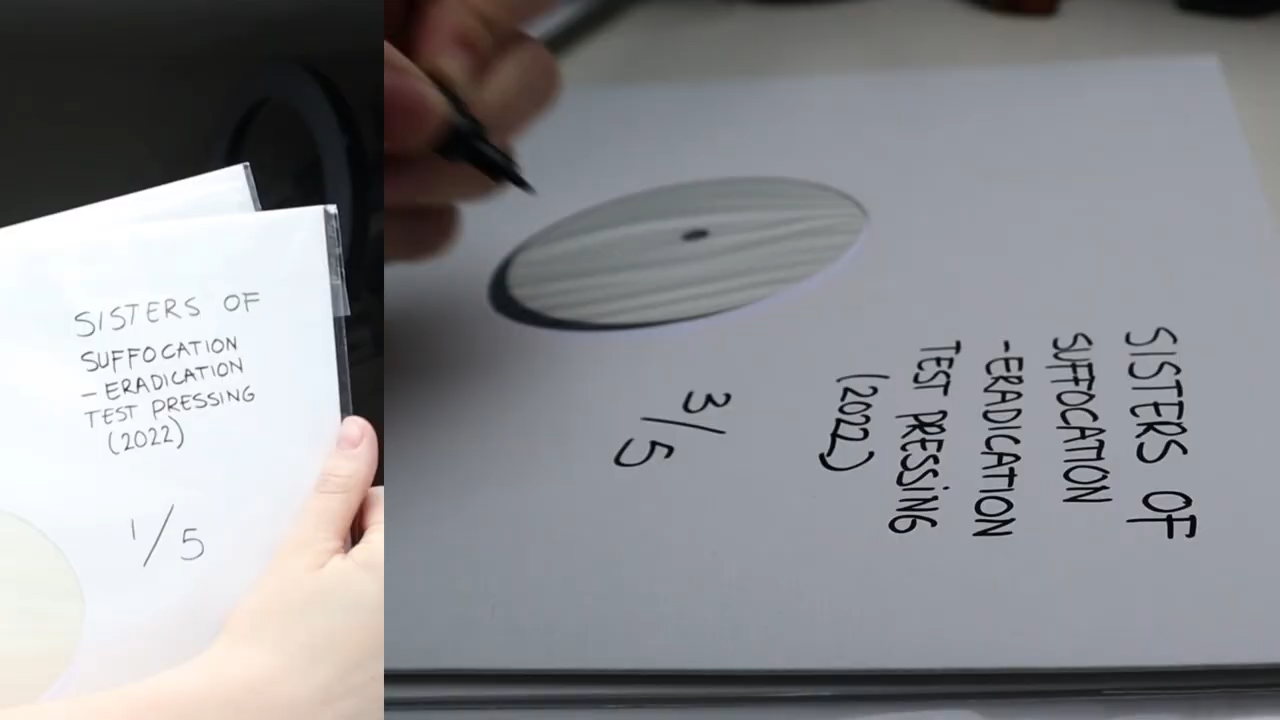 SISTERS OF
SUFFOCATION
- ERADICATION
TEST PRESSING
(2022)
1/5
SISTERS OF
SUFFOCATION
-ERADICATION
TEST PRESSING
(2022)
3/5